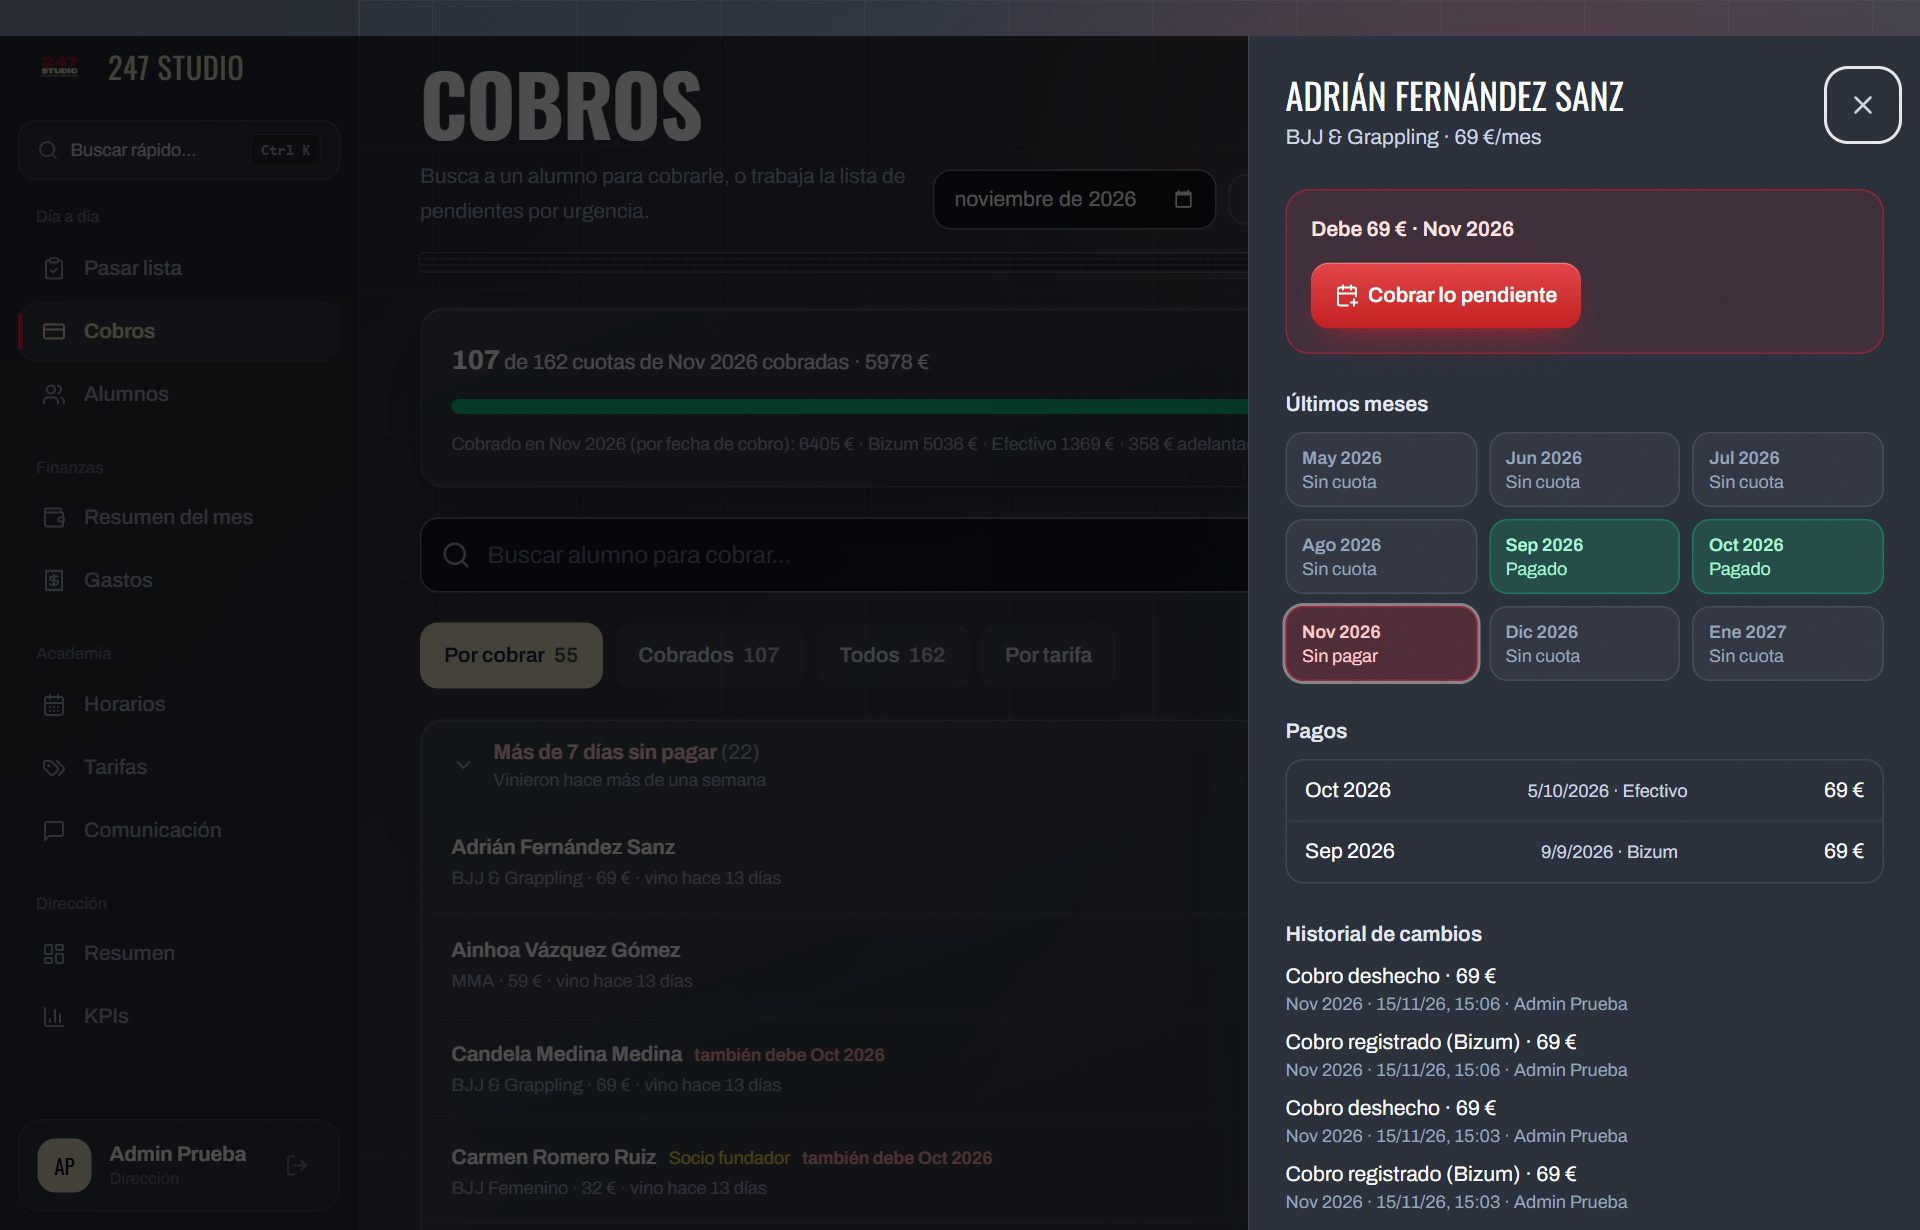 247 STUDIO
247 STUDIO
Buscar rápido... Ctrl K
Día a día
Pasar lista
Cobros
Alumnos
Finanzas
Resumen del mes
Gastos
Academia
Horarios
Tarifas
Comunicación
Dirección
Resumen
KPIs
AP
Admin Prueba
Dirección
COBROS
Busca a un alumno para cobrarle, o trabaja la lista de
pendientes por urgencia.
noviembre de 2026
107 de 162 cuotas de Nov 2026 cobradas · 5978 €
Cobrado en Nov 2026 (por fecha de cobro): 6405 € · Bizum 5036 € · Efectivo 1369 € · 358 €
Buscar alumno para cobrar...
Por cobrar 55
Cobrados 107
Todos 162
Por tarifa
Más de 7 días sin pagar (22)
Vinieron hace más de una semana
Adrián Fernández Sanz
BJJ & Grappling · 69 € · vino hace 13 días
Ainhoa Vázquez Gómez
MMA · 59 € · vino hace 13 días
Candela Medina Medina también debe Oct 2026
BJJ & Grappling · 69 € · vino hace 13 días
Carmen Romero Ruiz Socio fundador también debe Oct 2026
BJJ Femenino · 32 € · vino hace 13 días
ADRIÁN FERNÁNDEZ SANZ
BJJ & Grappling · 69 €/mes
Debe 69 € · Nov 2026
Cobrar lo pendiente
Últimos meses
May 2026
Sin cuota
Jun 2026
Sin cuota
Jul 2026
Sin cuota
Ago 2026
Sin cuota
Sep 2026
Pagado
Oct 2026
Pagado
Nov 2026
Sin pagar
Dic 2026
Sin cuota
Ene 2027
Sin cuota
Pagos
Oct 2026 5/10/2026 · Efectivo 69 €
Sep 2026 9/9/2026 · Bizum 69 €
Historial de cambios
Cobro deshecho · 69 €
Nov 2026 · 15/11/26, 15:06 · Admin Prueba
Cobro registrado (Bizum) · 69 €
Nov 2026 · 15/11/26, 15:06 · Admin Prueba
Cobro deshecho · 69 €
Nov 2026 · 15/11/26, 15:03 · Admin Prueba
Cobro registrado (Bizum) · 69 €
Nov 2026 · 15/11/26, 15:03 · Admin Prueba